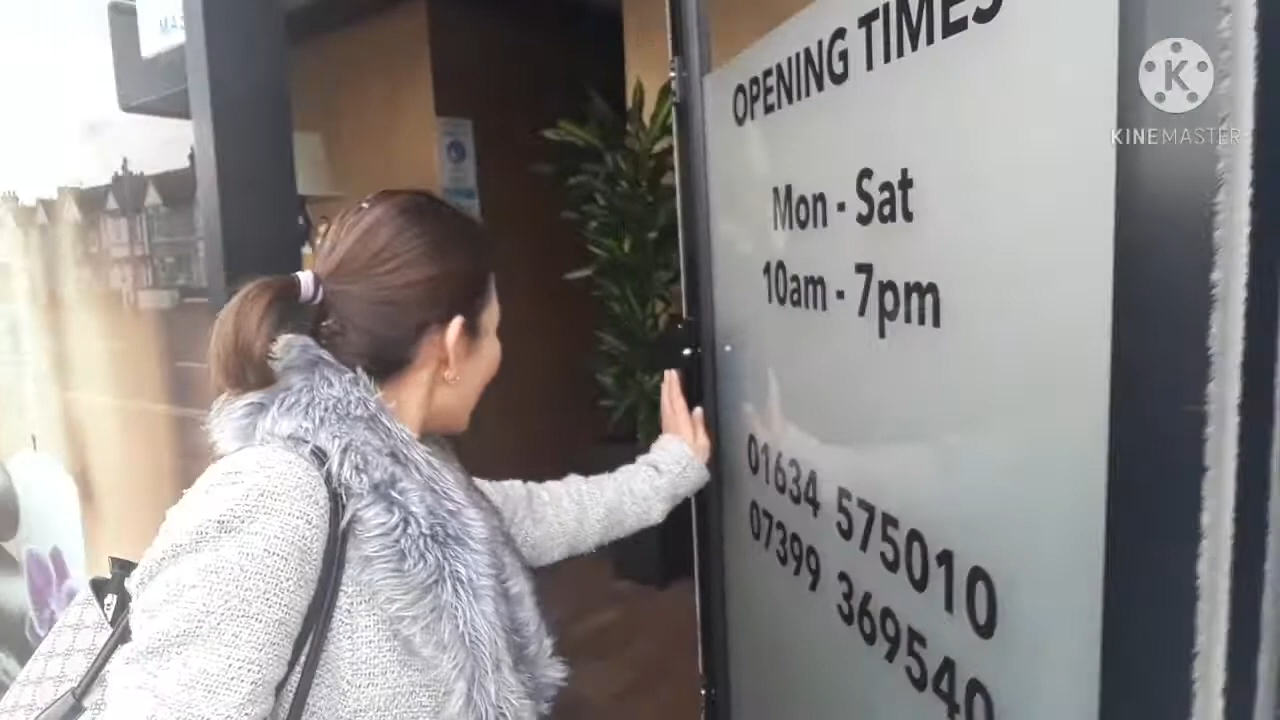 OPENING TIMES
Mon - Sat
10am - 7pm
01634 575010
07399 369540
K
KINEMASTER